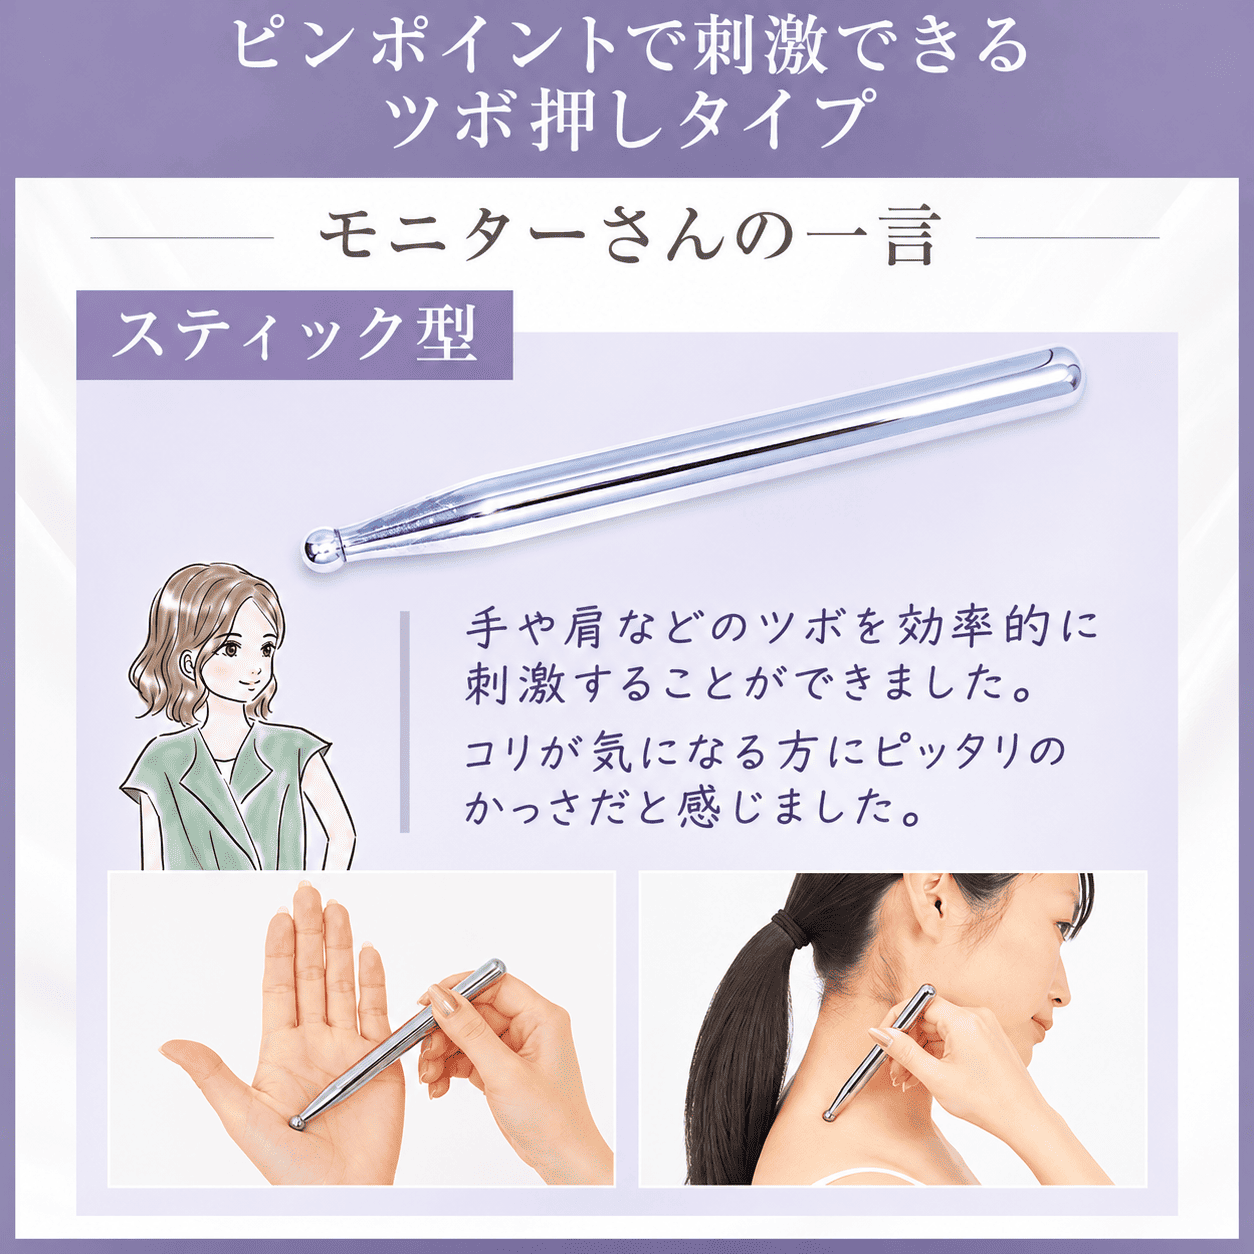 ピンポイントで刺激できる
ツボ押しタイプ
モニターさんの一言
スティック型
手や肩などのツボを効率的に
刺激することができました。
コリが気になる方にピッタリの
かっさだと感じました。